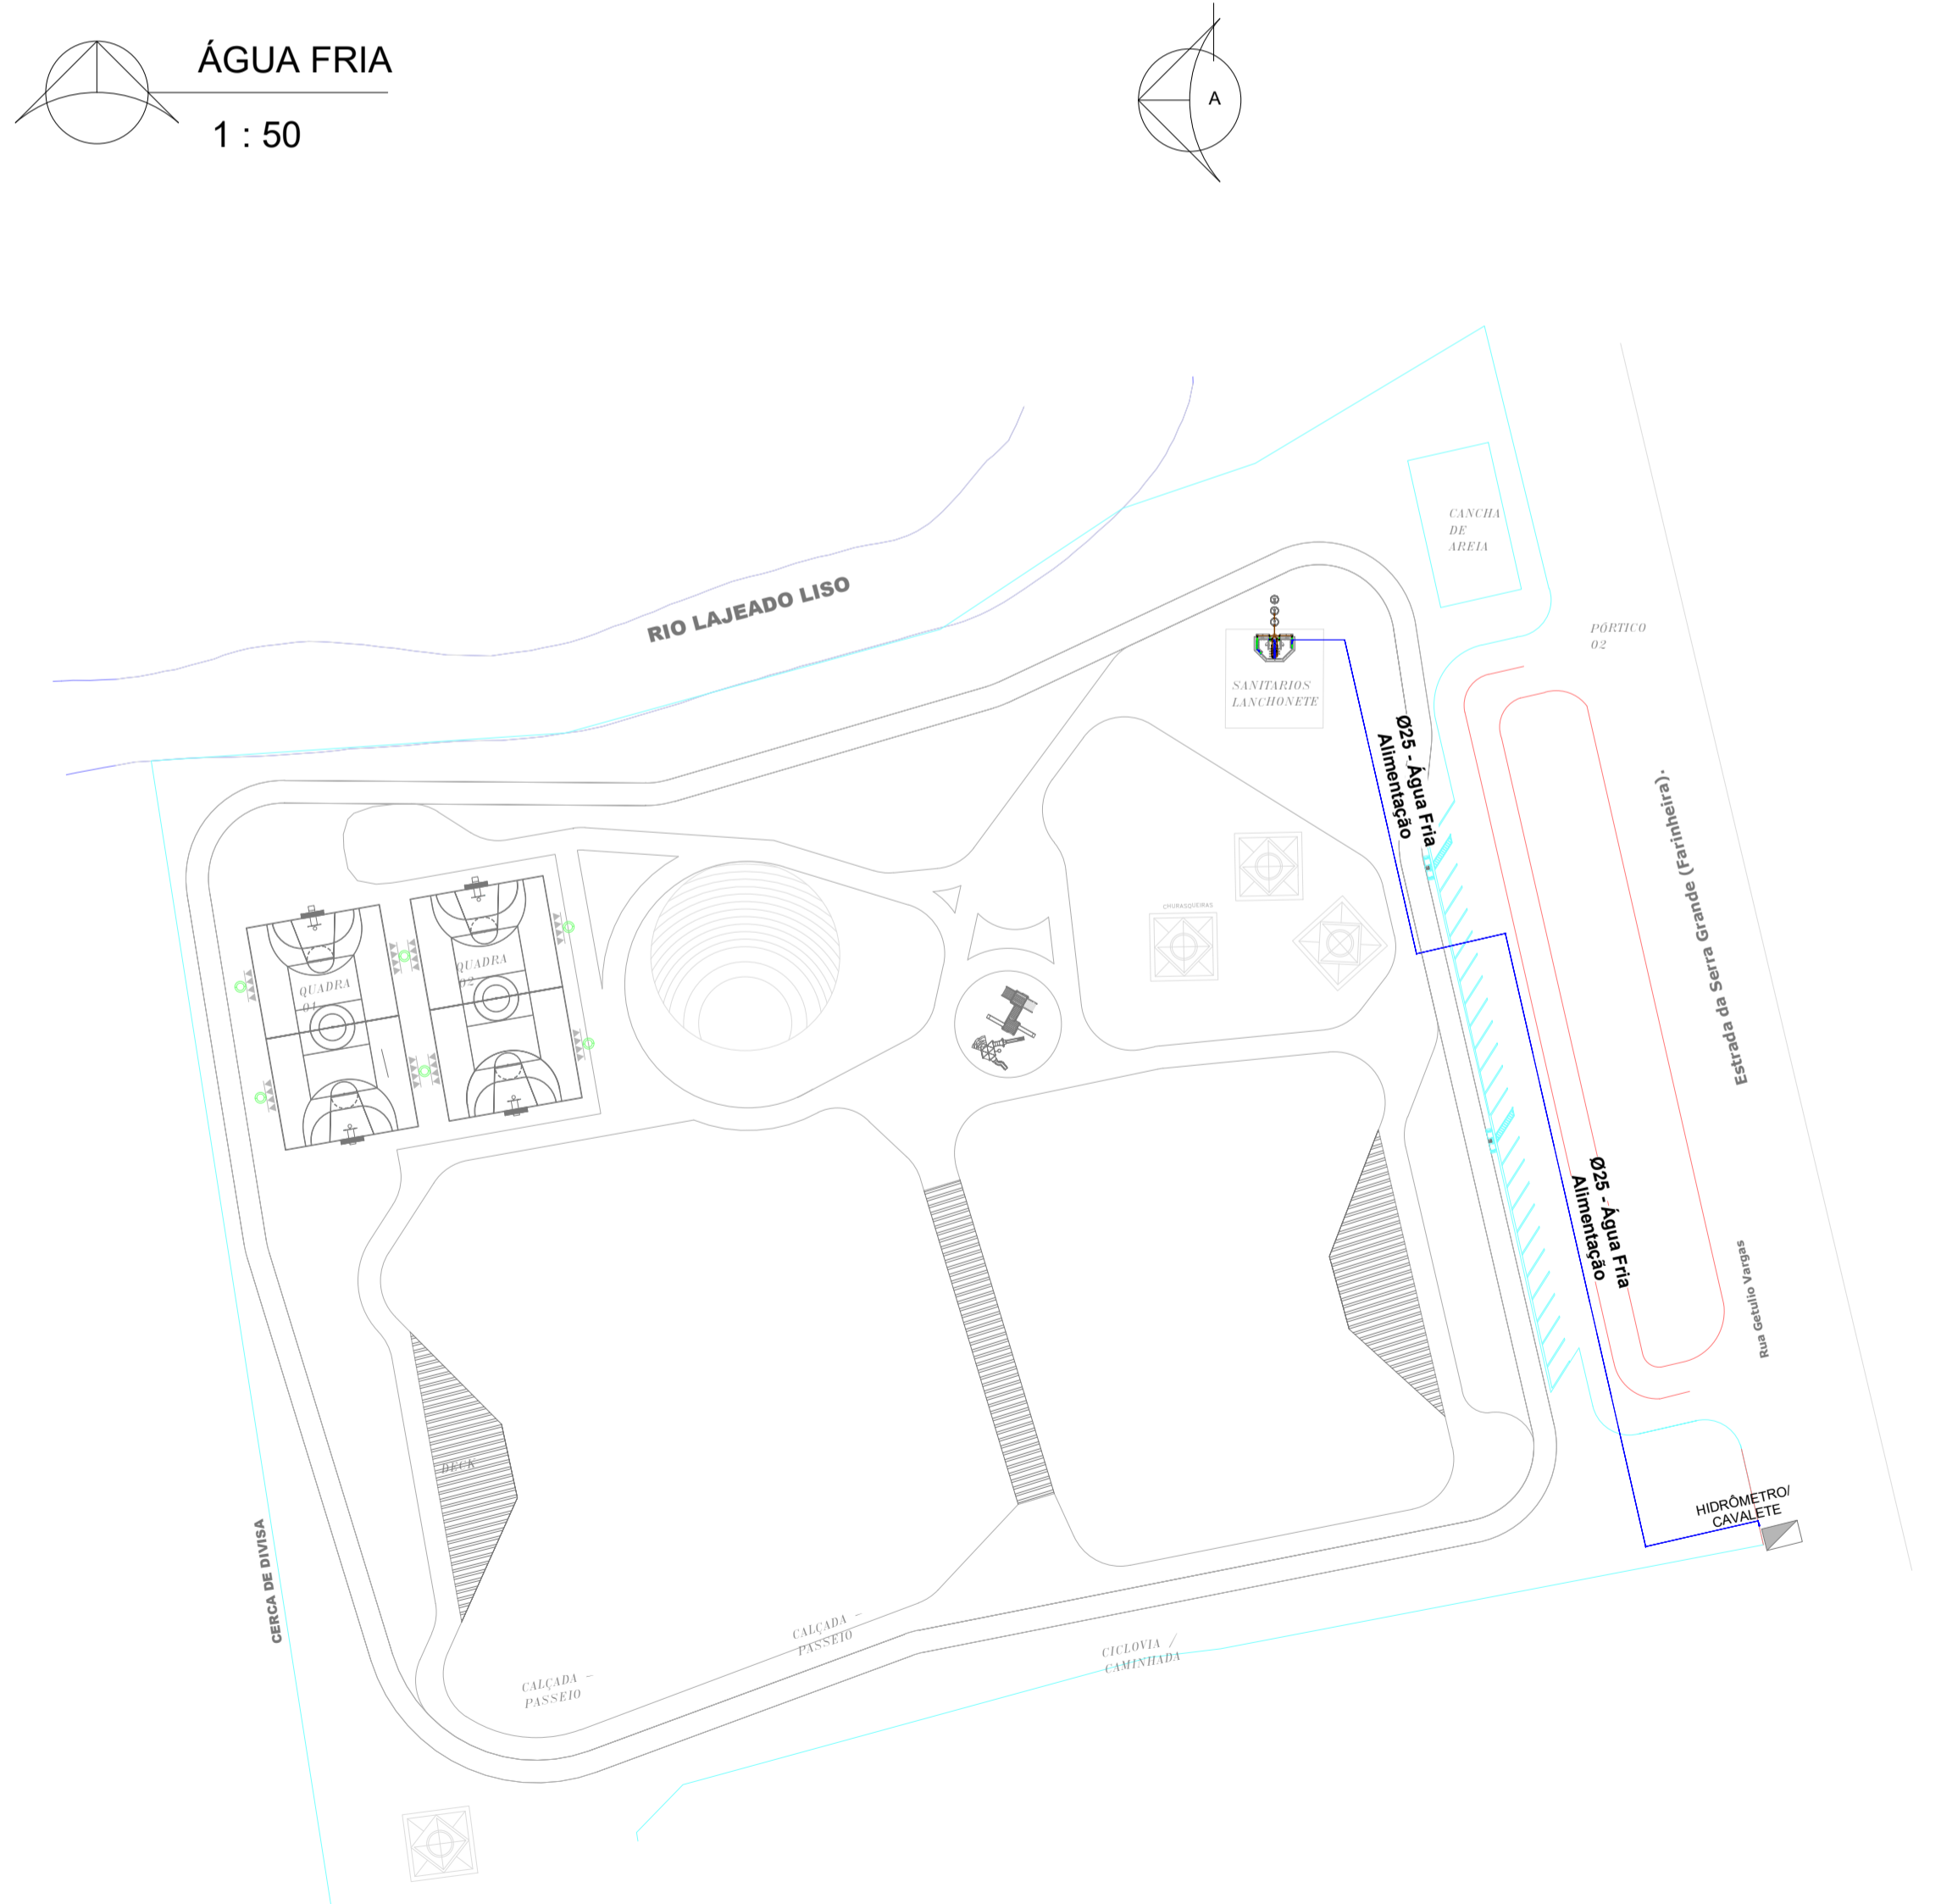 ÁGUA FRIA
1 : 50
A
RIO LAJEADO LISO
CANCHA
DE
AREIA
PÓRTICO
02
SANITARIOS
LANCHONETE
Ø25 - Água Fria
Alimentação
Estrada da Serra Grande (Farinheira).
CHURASQUEIRAS
QUADRA
01
QUADRA
02
Ø25 - Água Fria
Alimentação
Rua Getulio Vargas
DECK
HIDRÔMETRO/
CAVALETE
CERCA DE DIVISA
CALÇADA -
PASSEIO
CICLOVIA /
CAMINHADA
CALÇADA -
PASSEIO